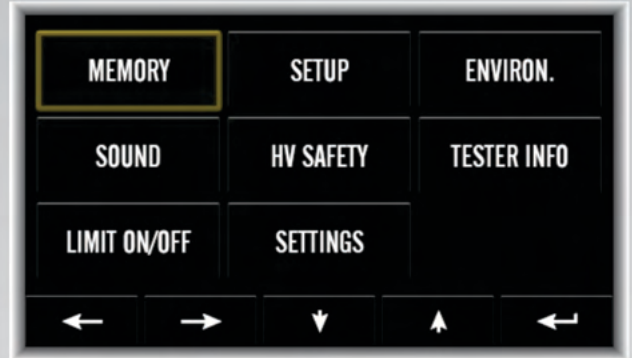 MEMORY SETUP ENVIRON.
SOUND HV SAFETY TESTER INFO
LIMIT ON/OFF SETTINGS